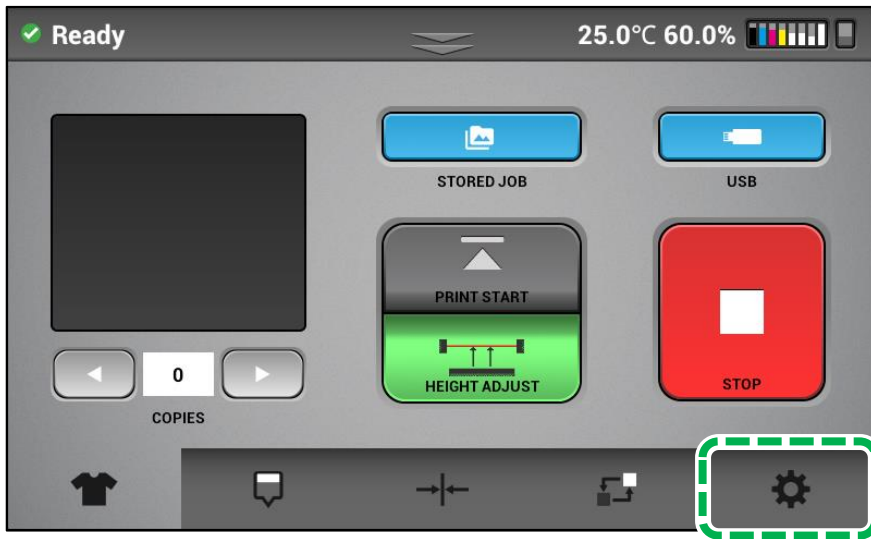 Ready
25.0°C 60.0%
STORED JOB
USB
PRINT START
HEIGHT ADJUST
STOP
0
COPIES